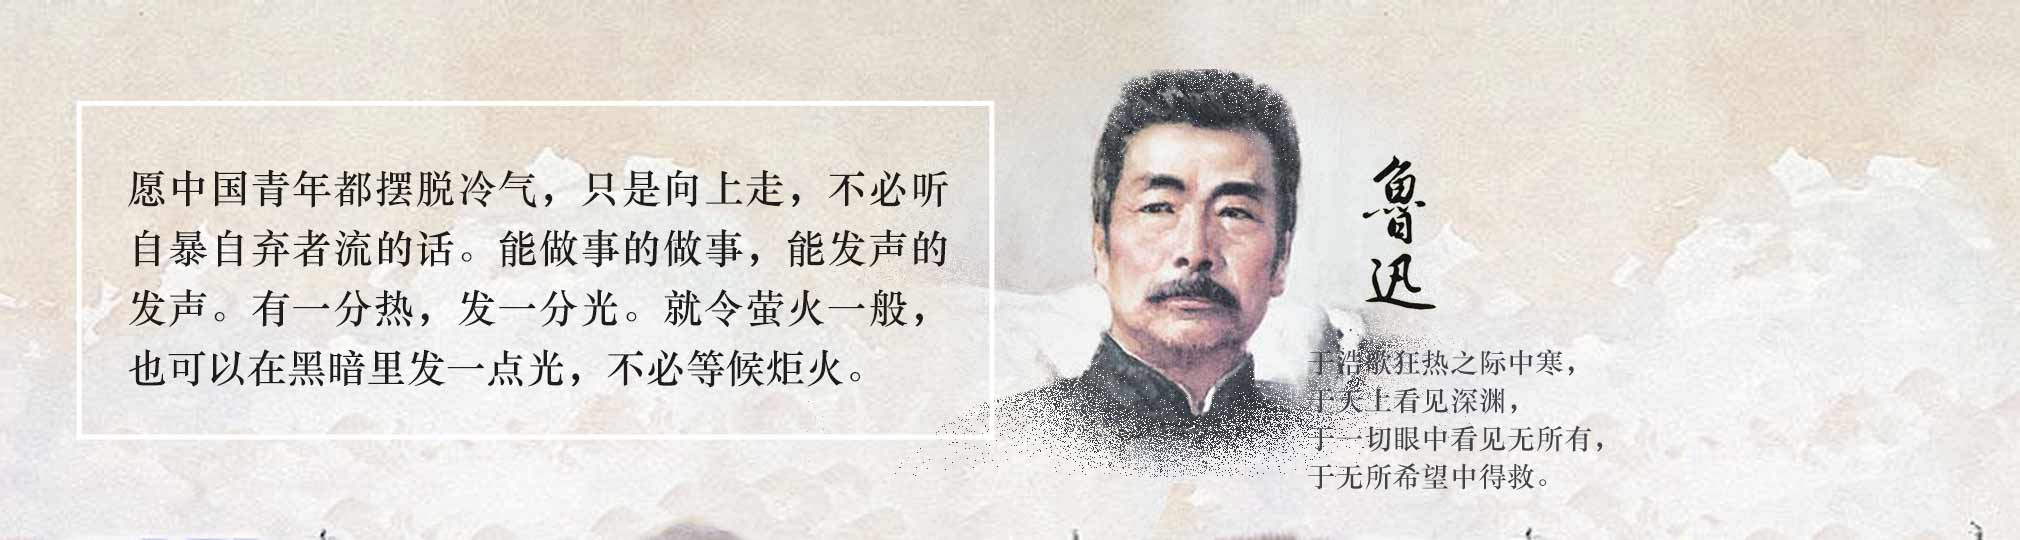 愿中国青年都摆脱冷气，只是向上走，不必听
自暴自弃者流的话。能做事的做事，能发声的
发声。有一分热，发一分光。就令萤火一般，
也可以在黑暗里发一点光，不必等候炬火。
魯迅
于浩歌狂热之际中寒，
于天上看见深渊，
于一切眼中看见无所有，
于无所希望中得救。